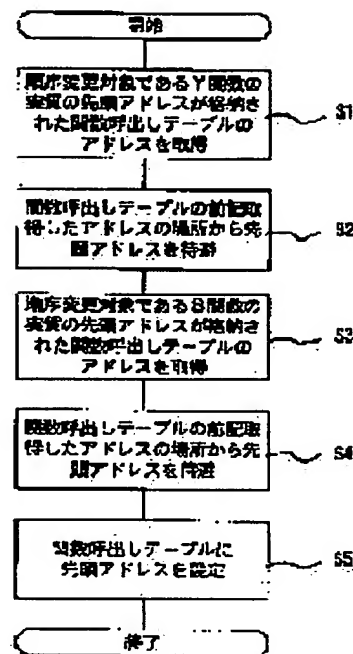 開始
順序変更対象であるY関数の
実質の先頭アドレスが格納さ
れた関数呼出しテーブルの
アドレスを取得
S1
関数呼出しテーブルの前記取
得したアドレスの場所から先
頭アドレスを待避
S2
順序変更対象であるB関数の
実質の先頭アドレスが格納さ
れた関数呼出しテーブルの
アドレスを取得
S3
関数呼出しテーブルの前記取
得したアドレスの場所から先
頭アドレスを待避
S4
関数呼出しテーブルに
先頭アドレスを設定
S5
終了